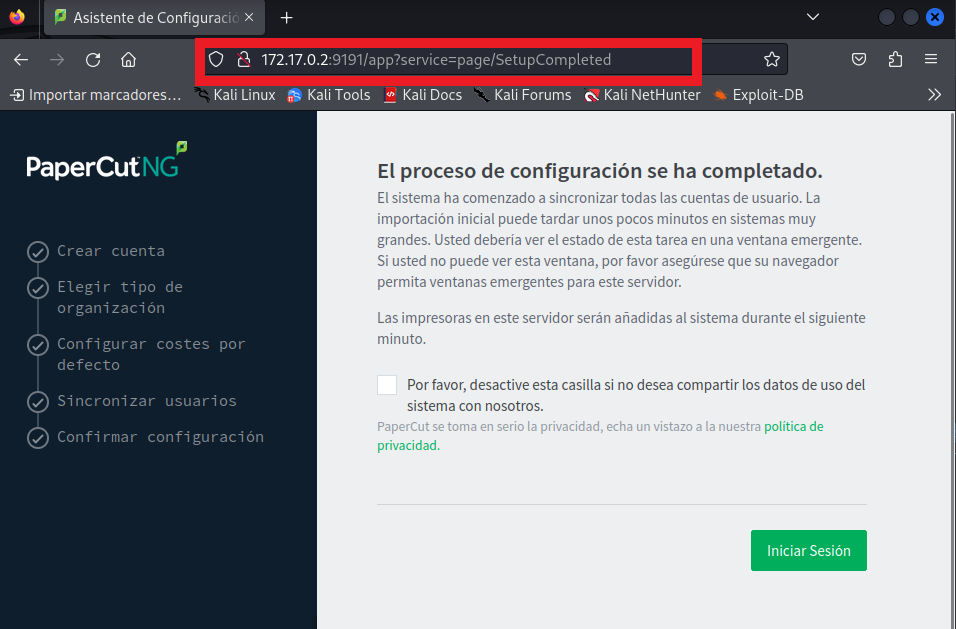 Asistente de Configuració
172.17.0.2:9191/app?service=page/SetupCompleted
Importar marcadores… Kali Linux Kali Tools Kali Docs Kali Forums Kali NetHunter Exploit-DB
PaperCut NG
Crear cuenta
Elegir tipo de
organización
Configurar costes por
defecto
Sincronizar usuarios
Confirmar configuración
El proceso de configuración se ha completado.
El sistema ha comenzado a sincronizar todas las cuentas de usuario. La
importación inicial puede tardar unos pocos minutos en sistemas muy
grandes. Usted debería ver el estado de esta tarea en una ventana emergente.
Si usted no puede ver esta ventana, por favor asegúrese que su navegador
permita ventanas emergentes para este servidor.
Las impresoras en este servidor serán añadidas al sistema durante el siguiente
minuto.
Por favor, desactive esta casilla si no desea compartir los datos de uso del
sistema con nosotros.
PaperCut se toma en serio la privacidad, echa un vistazo a la nuestra política de
privacidad.
Iniciar Sesión